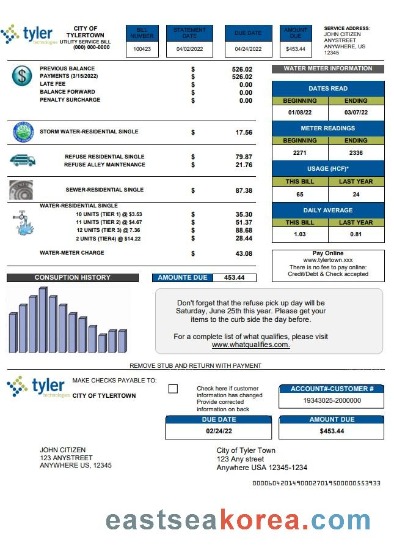 tyler
technologies
CITY OF
TYLERTOWN
UTILITY SERVICE BILL
(000) 000-0000
BILL NUMBER
100423
STATEMENT DATE
04/02/2022
DUE DATE
04/24/2022
AMOUNT DUE
$453.44
SERVICE ADDRESS:
JOHN CITIZEN
ANYSTREET
ANYWHERE, US
12345
PREVIOUS BALANCE 526.02
PAYMENTS (3/15/2022) 526.02
LATE FEE 0.00
BALANCE FORWARD 0.00
PENALTY SURCHARGE 0.00
STORM WATER-RESIDENTIAL SINGLE 17.56
REFUSE RESIDENTIAL SINGLE 79.87
REFUSE ALLEY MAINTENANCE 21.76
SEWER-RESIDENTIAL SINGLE 87.38
WATER-RESIDENTIAL SINGLE
10 UNITS (TIER 1) @ $3.53 35.30
11 UNITS (TIER 2) @ $4.67 51.37
12 UNITS (TIER 3) @ 7.36 88.68
2 UNITS (TIER4) @ $14.22 28.44
WATER-METER CHARGE 43.08
WATER METER INFORMATION
DATES READ
BEGINNING ENDING
01/08/22 03/07/22
METER READINGS
BEGINNING ENDING
2271 2336
USAGE (HCF)*
THIS BILL LAST YEAR
65 24
DAILY AVERAGE
THIS BILL LAST YEAR
1.03 0.81
Pay Online
www.tylertown.xxx
There is no fee to pay online:
Credit/Debt & Check accepted
CONSUPTION HISTORY
AMOUNTE DUE 453.44
Don't forget that the refuse pick up day will be
Saturday, June 25th this year. Please get your
items to the curb side the day before.
For a complete list of what qualifies, please visit
www.whatqualifies.com.
REMOVE STUB AND RETURN WITH PAYMENT
tyler
technologies
MAKE CHECKS PAYABLE TO:
CITY OF TYLERTOWN
Check here if customer
information has changed
Provide corrected
information on back
ACCOUNT#-CUSTOMER #
19343025-2000000
DUE DATE
02/24/22
AMOUNT DUE
$453.44
JOHN CITIZEN
123 ANYSTREET
ANYWHERE US, 12345
City of Tyler Town
123 Any street
Anywhere USA 12345-1234
eastseakorea.com